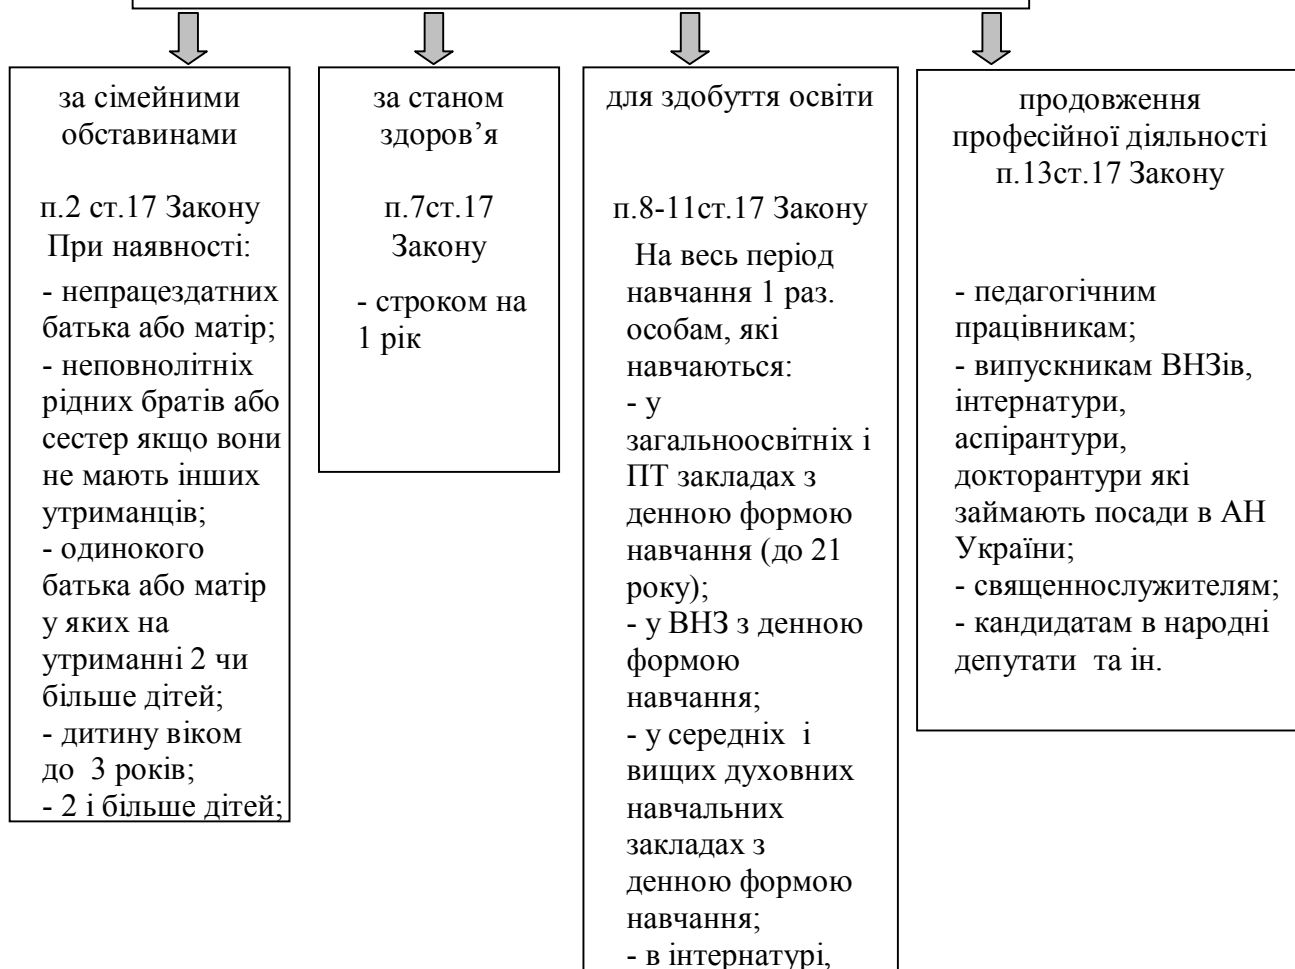 за сімейними
обставинами
п.2 ст.17 Закону
При наявності:
- непрацездатних
батька або матір;
- неповнолітніх
рідних братів або
сестер якщо вони
не мають інших
утриманців;
- одинокого
батька або матір
у яких на
утриманні 2 чи
більше дітей;
- дитину віком
до 3 років;
- 2 і більше дітей;
за станом
здоров’я
п.7ст.17
Закону
- строком на
1 рік
для здобуття освіти
п.8-11ст.17 Закону
На весь період
навчання 1 раз.
особам, які
навчаються:
- у
загальноосвітніх і
ПТ закладах з
денною формою
навчання (до 21
року);
- у ВНЗ з денною
формою
навчання;
- у середніх і
вищих духовних
навчальних
закладах з
денною формою
навчання;
- в інтернатурі,
продовження
професійної діяльності
п.13ст.17 Закону
- педагогічним
працівникам;
- випускникам ВНЗів,
інтернатури,
аспірантури,
докторантури які
займають посади в АН
України;
- священнослужителям;
- кандидатам в народні
депутати та ін.